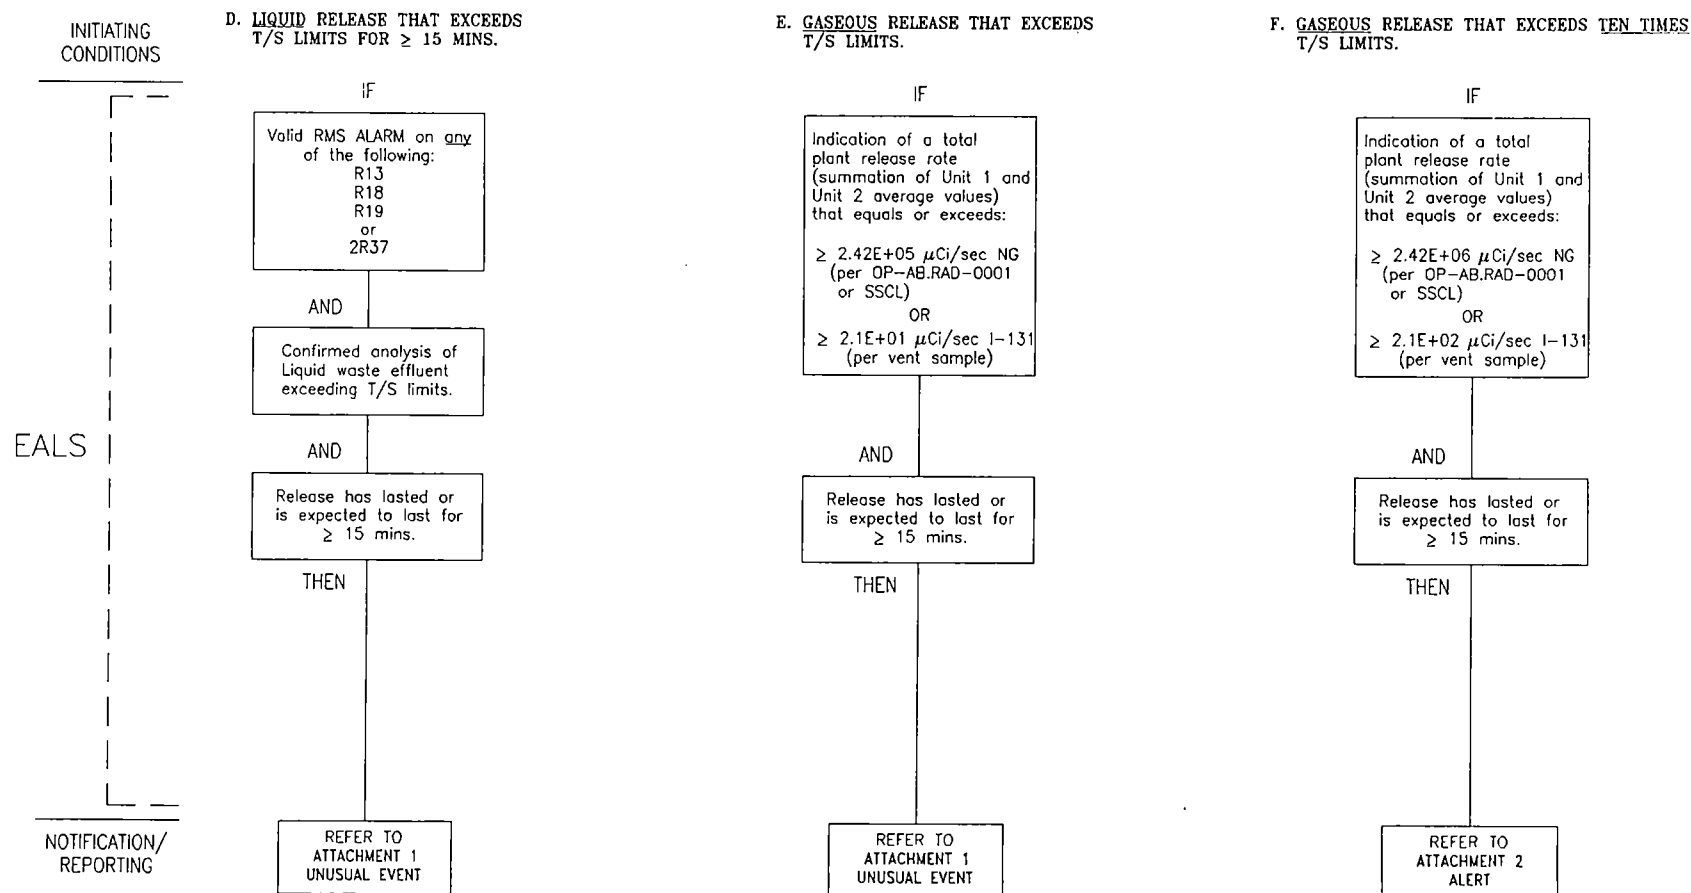 INITIATING
CONDITIONS
D. LIQUID RELEASE THAT EXCEEDS
T/S LIMITS FOR ≥ 15 MINS.
IF
Valid RMS ALARM on any
of the following:
R13
R18
R19
or
2R37
AND
Confirmed analysis of
Liquid waste effluent
exceeding T/S limits.
AND
Release has lasted or
is expected to last for
≥ 15 mins.
THEN
REFER TO
ATTACHMENT 1
UNUSUAL EVENT
E. GASEOUS RELEASE THAT EXCEEDS
T/S LIMITS.
IF
Indication of a total
plant release rate
(summation of Unit 1 and
Unit 2 average values)
that equals or exceeds:
≥ 2.42E+05 μCi/sec NG
(per OP-AB.RAD-0001
or SSCL)
OR
≥ 2.1E+01 μCi/sec I-131
(per vent sample)
AND
Release has lasted or
is expected to last for
≥ 15 mins.
THEN
REFER TO
ATTACHMENT 1
UNUSUAL EVENT
F. GASEOUS RELEASE THAT EXCEEDS TEN TIMES
T/S LIMITS.
IF
Indication of a total
plant release rate
(summation of Unit 1 and
Unit 2 average values)
that equals or exceeds:
≥ 2.42E+06 μCi/sec NG
(per OP-AB.RAD-0001
or SSCL)
OR
≥ 2.1E+02 μCi/sec I-131
(per vent sample)
AND
Release has lasted or
is expected to last for
≥ 15 mins.
THEN
REFER TO
ATTACHMENT 2
ALERT
EALS
NOTIFICATION/
REPORTING